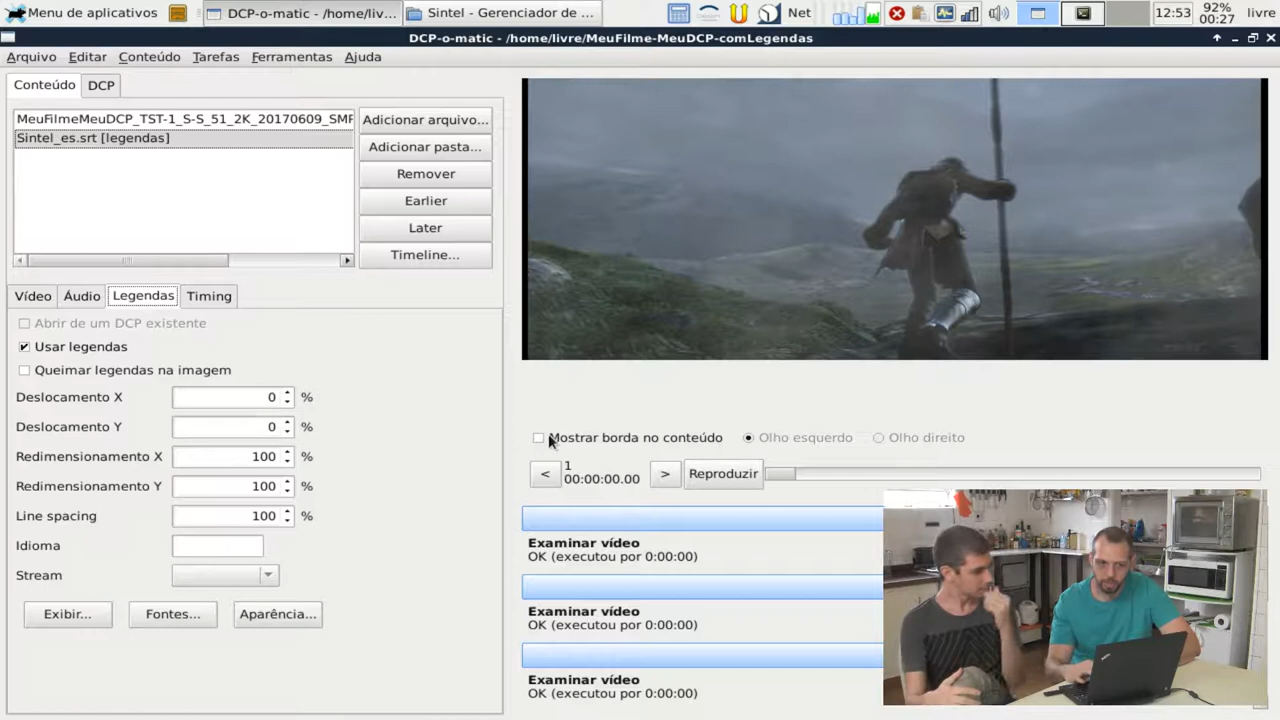 Menu de aplicativos
DCP-o-matic - /home/liv...
Sintel - Gerenciador de ...
Net
12:53
92%
00:27
livre
DCP-o-matic - /home/livre/MeuFilme-MeuDCP-comLegendas
Arquivo Editar Conteúdo Tarefas Ferramentas Ajuda
Conteúdo DCP
MeuFilmeMeuDCP_TST-1_S-S_51_2K_20170609_SMF
Sintel_es.srt [legendas]
Adicionar arquivo...
Adicionar pasta...
Remover
Earlier
Later
Timeline...
Vídeo Áudio Legendas Timing
Abrir de um DCP existente
Usar legendas
Queimar legendas na imagem
Deslocamento X 0 %
Deslocamento Y 0 %
Redimensionamento X 100 %
Redimensionamento Y 100 %
Line spacing 100 %
Idioma
Stream
Exibir... Fontes... Aparência...
Mostrar borda no conteúdo Olho esquerdo Olho direito
< 1 > Reproduzir
00:00:00.00
Examinar vídeo
OK (executou por 0:00:00)
Examinar vídeo
OK (executou por 0:00:00)
Examinar vídeo
OK (executou por 0:00:00)